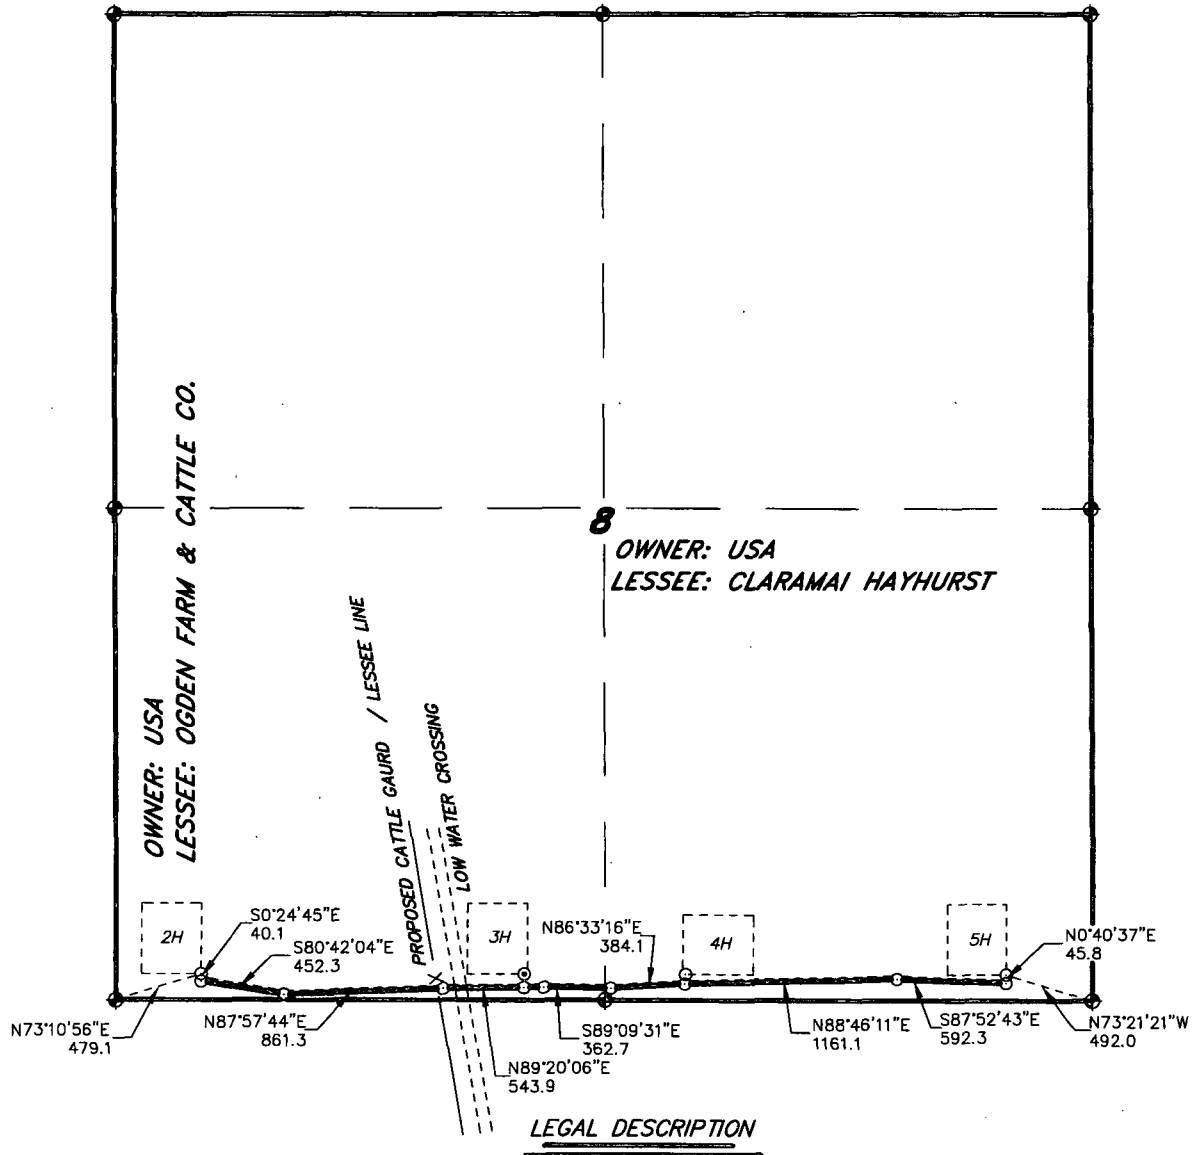 8
OWNER: USA
LESSEE: CLARAMAI HAYHURST
OWNER: USA
LESSEE: OGDEN FARM & CATTLE CO.
PROPOSED CATTLE GAURD / LESSEE LINE
LOW WATER CROSSING
2H
S0°24'45"E
40.1
S80°42'04"E
452.3
3H
N86°33'16"E
384.1
4H
5H
N0°40'37"E
45.8
N73°10'56"E
479.1
N87°57'44"E
861.3
N89°20'06"E
543.9
S89°09'31"E
362.7
N88°46'11"E
1161.1
S87°52'43"E
592.3
N73°21'21"W
492.0
LEGAL DESCRIPTION